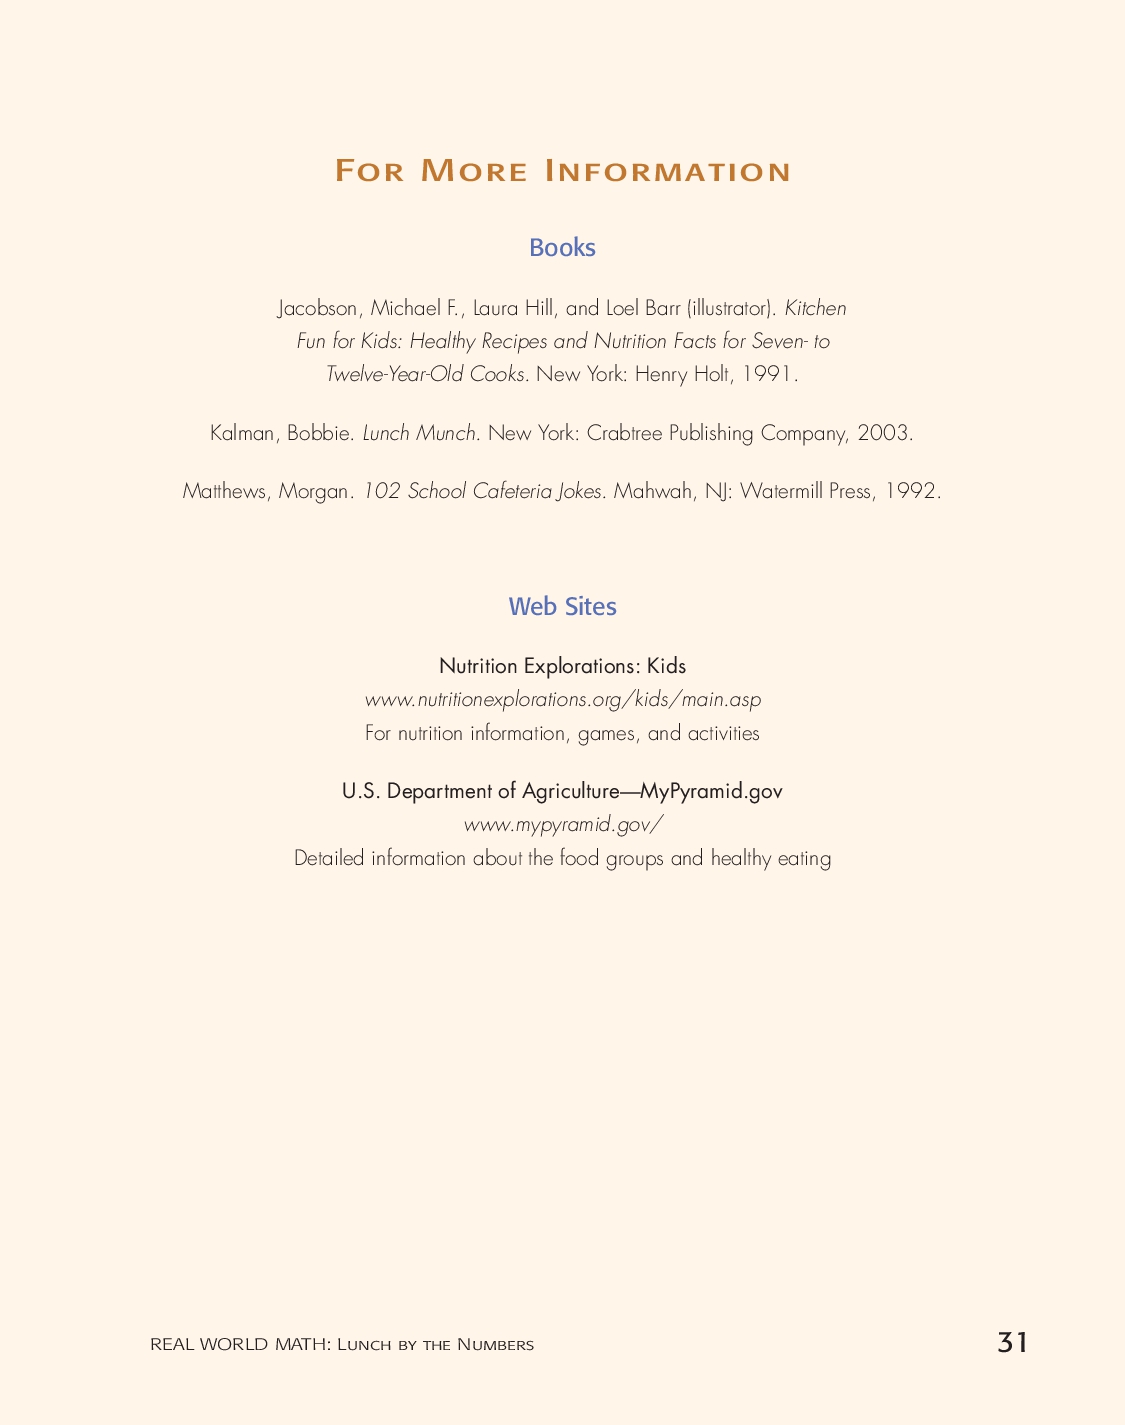 For More Information
Books
Jacobson, Michael F., Laura Hill, and Loel Barr (illustrator). Kitchen
Fun for Kids: Healthy Recipes and Nutrition Facts for Seven- to
Twelve-Year-Old Cooks. New York: Henry Holt, 1991.
Kalman, Bobbie. Lunch Munch. New York: Crabtree Publishing Company, 2003.
Matthews, Morgan. 102 School Cafeteria Jokes. Mahwah, NJ: Watermill Press, 1992.
Web Sites
Nutrition Explorations: Kids
www.nutritionexplorations.org/kids/main.asp
For nutrition information, games, and activities
U.S. Department of Agriculture—MyPyramid.gov
www.mypyramid.gov/
Detailed information about the food groups and healthy eating
REAL WORLD MATH: Lunch by the Numbers
31